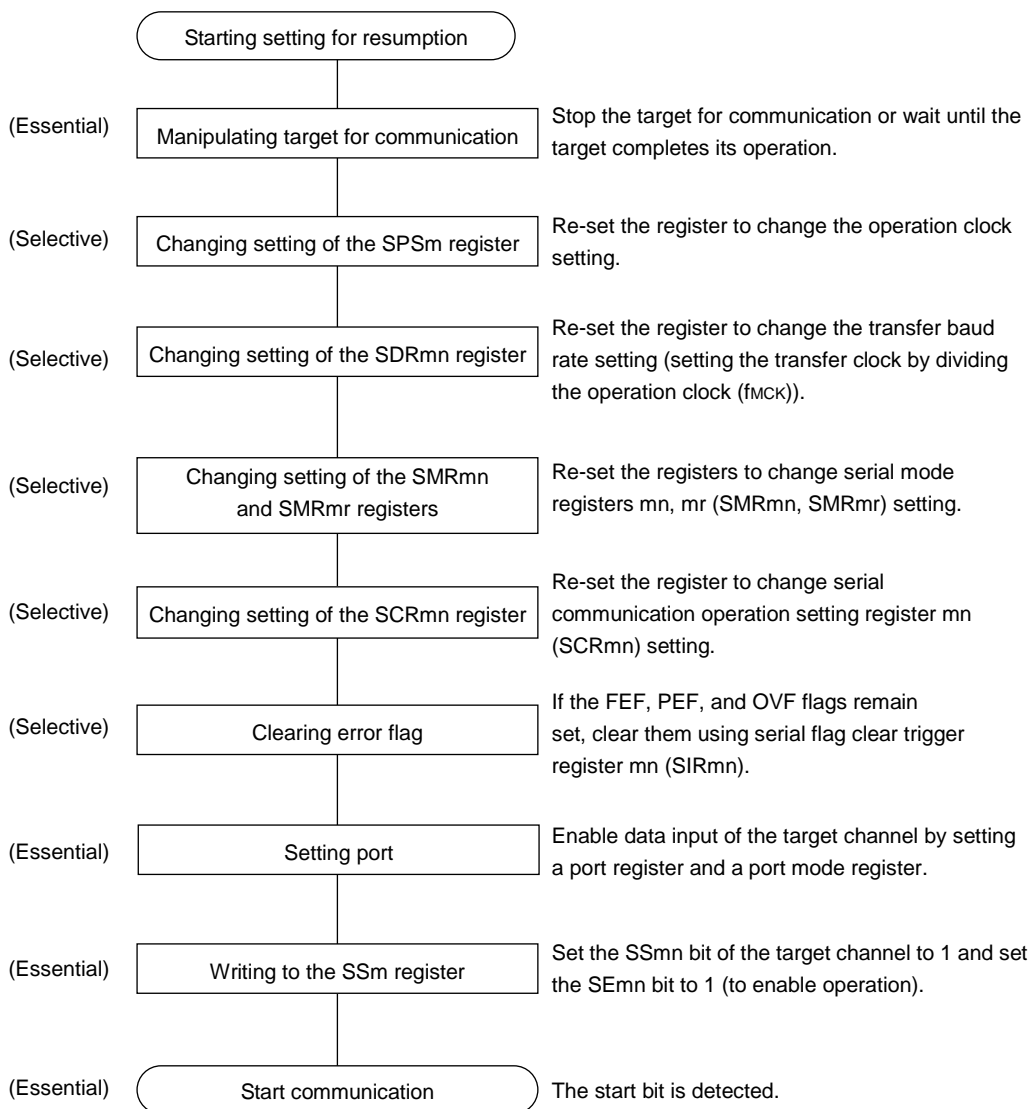 Starting setting for resumption
(Essential)
Manipulating target for communication
Stop the target for communication or wait until the
target completes its operation.
(Selective)
Changing setting of the SPSm register
Re-set the register to change the operation clock
setting.
(Selective)
Changing setting of the SDRmn register
Re-set the register to change the transfer baud
rate setting (setting the transfer clock by dividing
the operation clock (fMCK)).
(Selective)
Changing setting of the SMRmn
and SMRmr registers
Re-set the registers to change serial mode
registers mn, mr (SMRmn, SMRmr) setting.
(Selective)
Changing setting of the SCRmn register
Re-set the register to change serial
communication operation setting register mn
(SCRmn) setting.
(Selective)
Clearing error flag
If the FEF, PEF, and OVF flags remain
set, clear them using serial flag clear trigger
register mn (SIRmn).
(Essential)
Setting port
Enable data input of the target channel by setting
a port register and a port mode register.
(Essential)
Writing to the SSm register
Set the SSmn bit of the target channel to 1 and set
the SEmn bit to 1 (to enable operation).
(Essential)
Start communication
The start bit is detected.